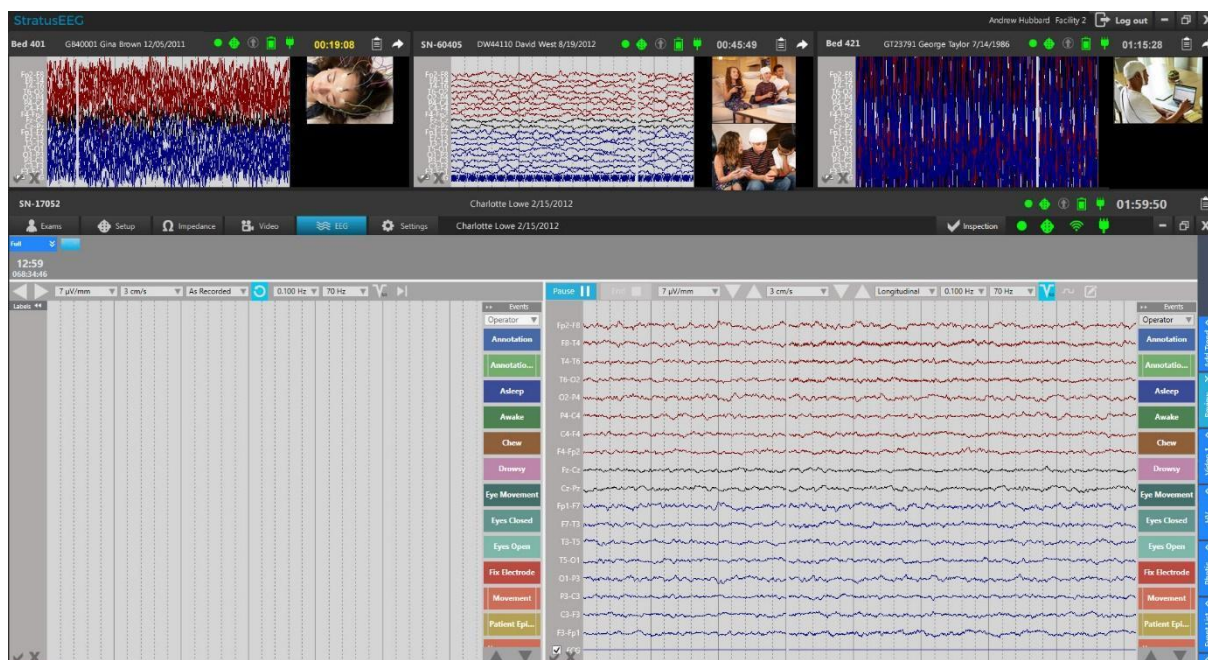 StratusEEG
Andrew Hubbard Facility 2 Log out
Bed 401 GB40001 Gina Brown 12/05/2011 00:19:08
SN-60405 DW44110 David West 8/19/2012 00:45:49
Bed 421 GT23791 George Taylor 7/14/1986 01:15:28
SN-17052 Charlotte Lowe 2/15/2012 01:59:50
Exams Setup Impedance Video EEG Settings Charlotte Lowe 2/15/2012 Inspection
Full
12:59
068:34:46
7 µV/mm 3 cm/s As Recorded 0.100 Hz 70 Hz
Pause 7 µV/mm 3 cm/s Longitudinal 0.100 Hz 70 Hz
Labels
Events
Operator
Annotation
Annotatio...
Asleep
Awake
Chew
Drowsy
Eye Movement
Eyes Closed
Eyes Open
Fix Electrode
Movement
Patient Epi...
Fp2-F8
F8-T4
T4-T6
T6-O2
O2-P4
P4-C4
C4-F4
F4-Fp2
Fz-Cz
Cz-Pz
Fp1-F7
F7-T3
T3-T5
T5-O1
O1-P3
P3-C3
C3-F3
F3-Fp1
ECG
Events
Operator
Annotation
Annotatio...
Asleep
Awake
Chew
Drowsy
Eye Movement
Eyes Closed
Eyes Open
Fix Electrode
Movement
Patient Epi...